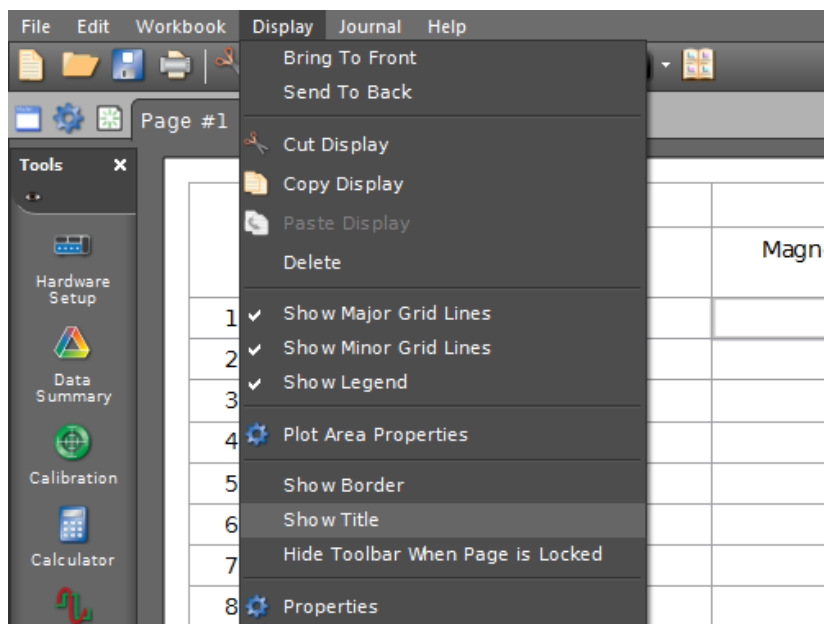 File Edit Workbook Display Journal Help
Bring To Front
Send To Back
Page #1
Cut Display
Tools
Copy Display
Paste Display
Delete
Magn
Hardware
Setup
1
Show Major Grid Lines
2
Show Minor Grid Lines
Data
Summary
3
Show Legend
4
Plot Area Properties
Calibration
5
Show Border
6
Show Title
Calculator
7
Hide Toolbar When Page is Locked
8
Properties